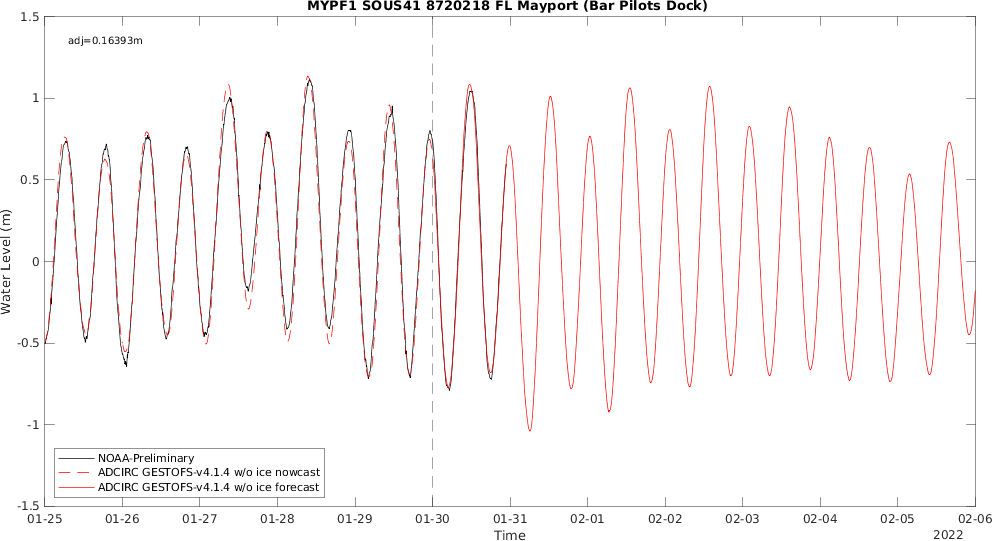 MYPF1 SOUS41 8720218 FL Mayport (Bar Pilots Dock)
1.5
adj=0.16393m
1
0.5
0
-0.5
-1
-1.5
Water Level (m)
NOAA-Preliminary
ADCIRC GESTOFS-v4.1.4 w/o ice nowcast
ADCIRC GESTOFS-v4.1.4 w/o ice forecast
01-25 01-26 01-27 01-28 01-29 01-30 01-31 02-01 02-02 02-03 02-04 02-05 02-06
Time
2022